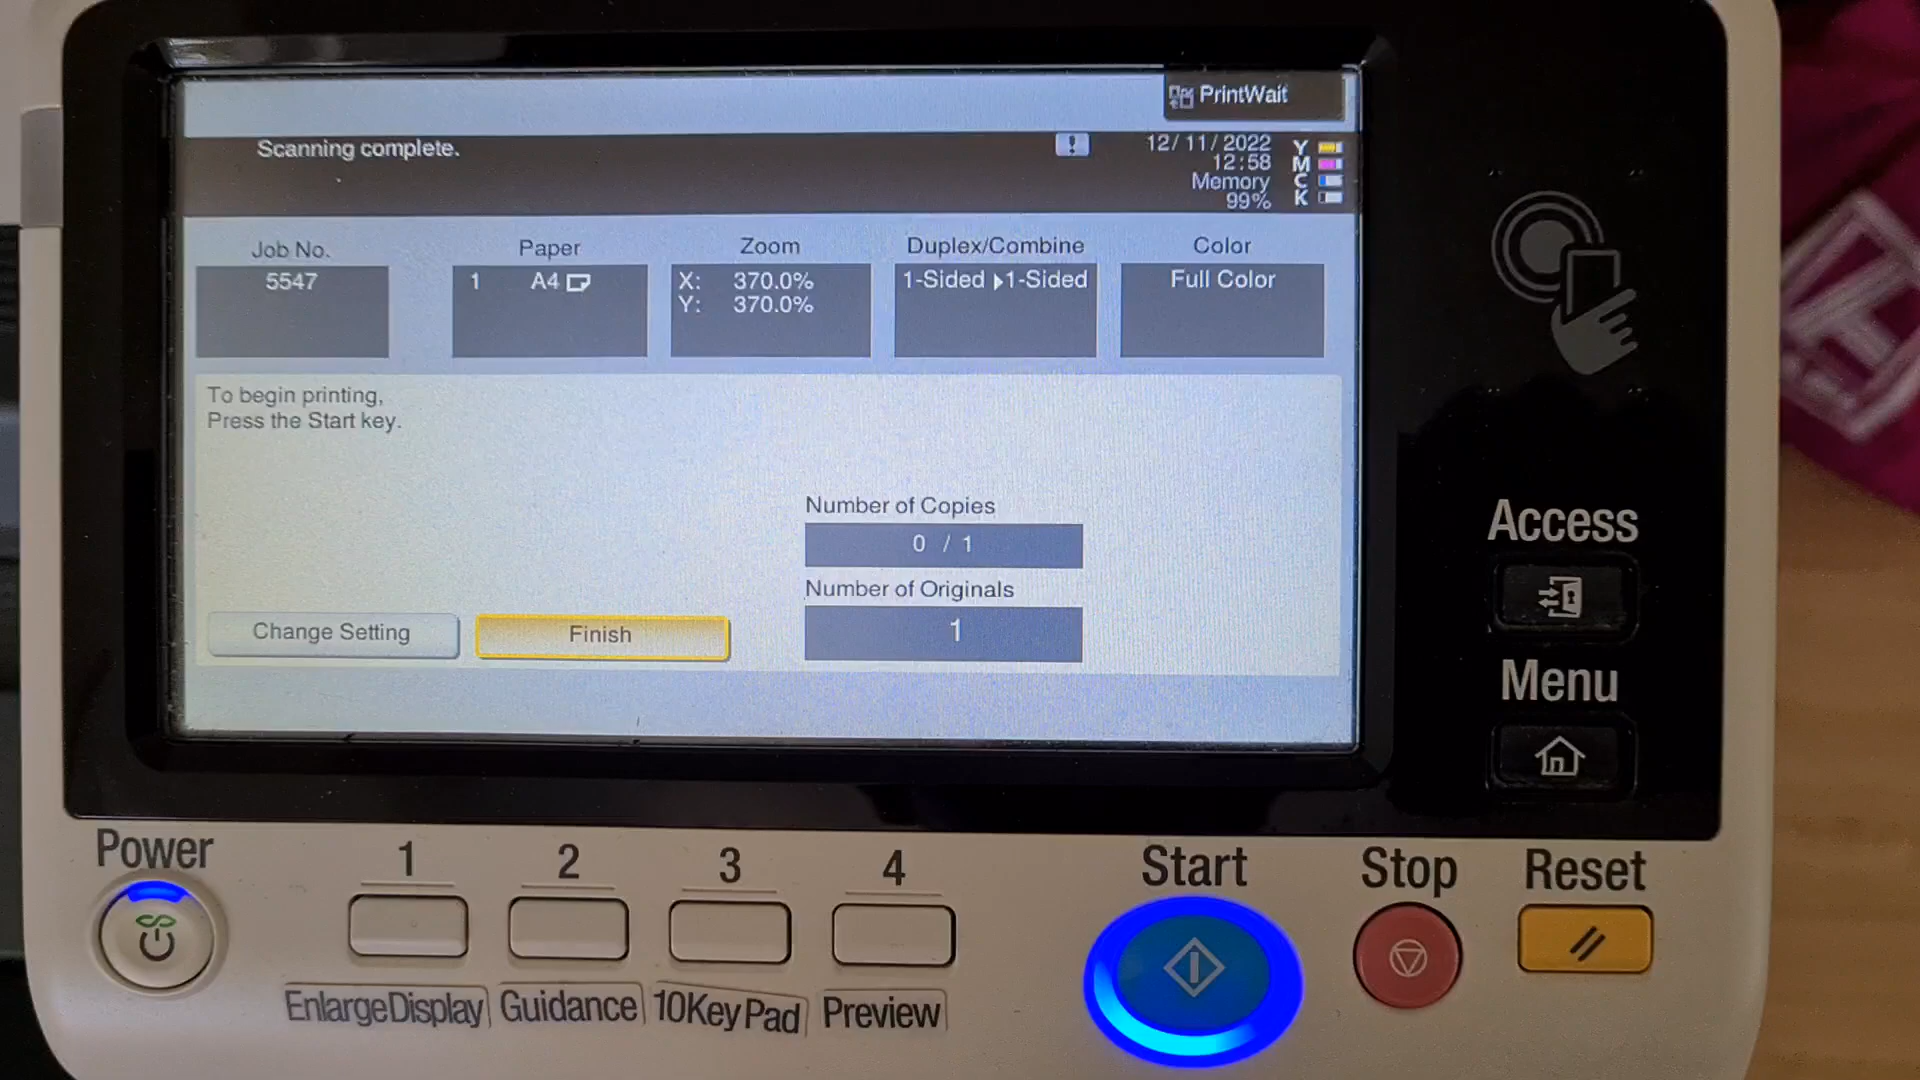 PrintWait
Scanning complete.
!
12/11/2022
12:58
Memory
99%
Y
M
C
K
Job No.
5547
Paper
1 A4
Zoom
X: 370.0%
Y: 370.0%
Duplex/Combine
1-Sided ▶1-Sided
Color
Full Color
To begin printing,
Press the Start key.
Number of Copies
0 / 1
Number of Originals
1
Change Setting
Finish
Access
Menu
Power
1
2
3
4
Start
Stop
Reset
EnlargeDisplay
Guidance
10KeyPad
Preview